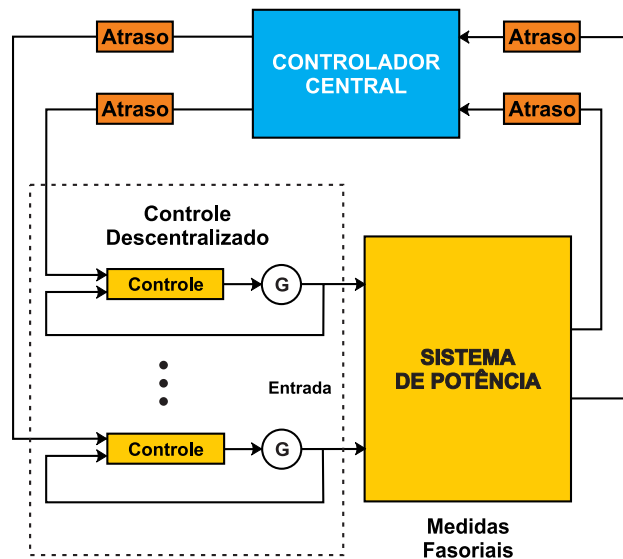 Atraso
Atraso
CONTROLADOR
CENTRAL
Atraso
Atraso
Controle
Descentralizado
Controle
G
Entrada
Controle
G
SISTEMA
DE POTÊNCIA
Medidas
Fasoriais